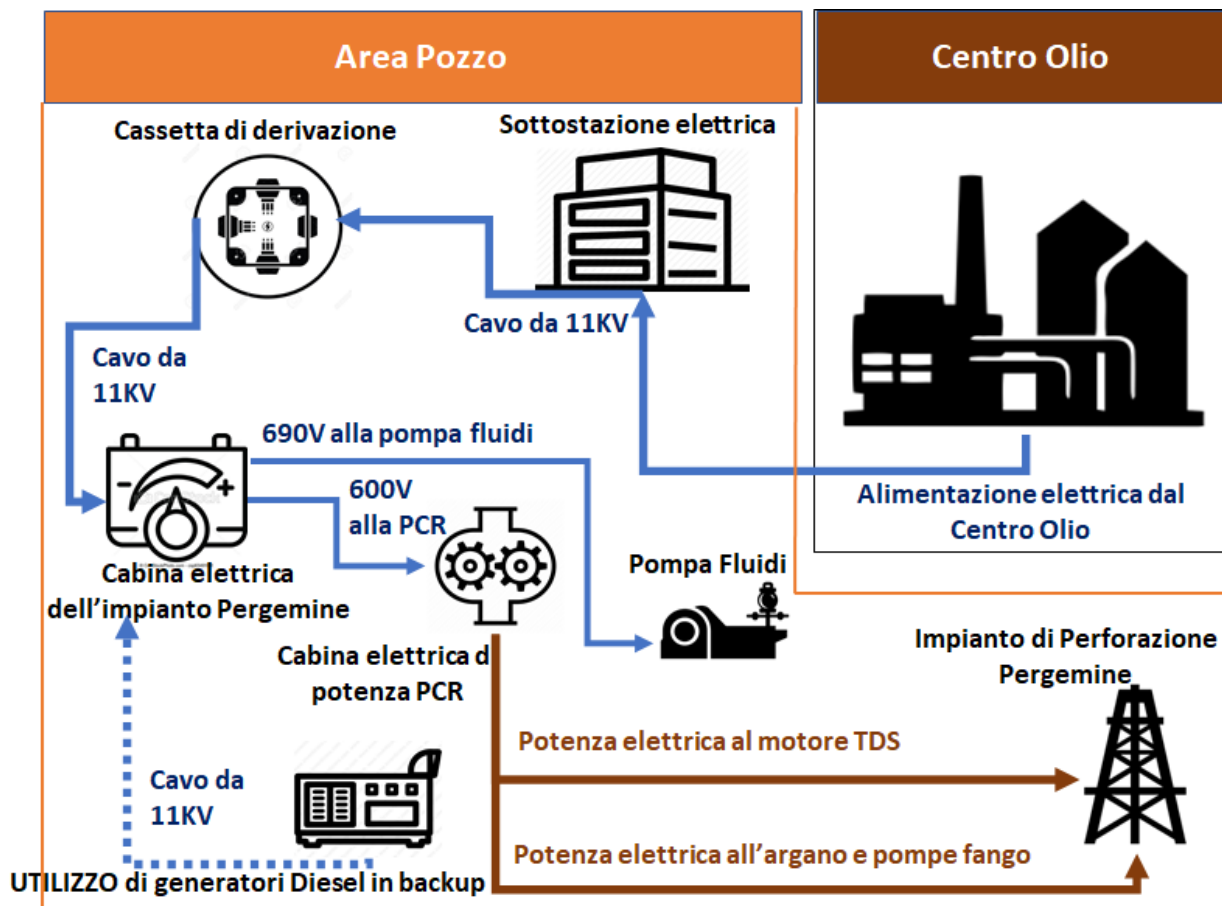 Area Pozzo
Centro Olio
Cassetta di derivazione
Sottostazione elettrica
Cavo da 11KV
Cavo da
11KV
690V alla pompa fluidi
600V
alla PCR
Alimentazione elettrica dal
Centro Olio
Cabina elettrica
dell'impianto Pergemine
Pompa Fluidi
Cabina elettrica d
potenza PCR
Impianto di Perforazione
Pergemine
Potenza elettrica al motore TDS
Cavo da
11KV
Potenza elettrica all'argano e pompe fango
UTILIZZO di generatori Diesel in backup